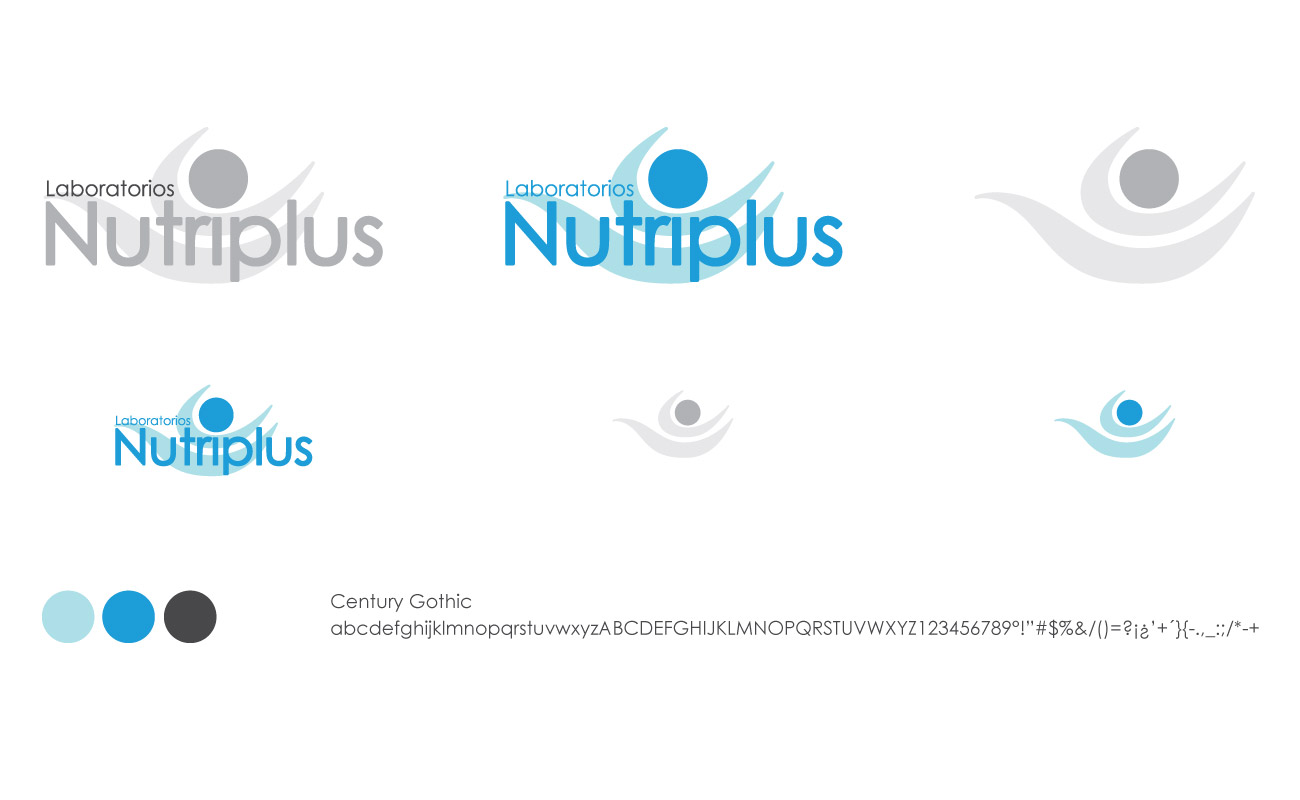 Laboratorios
Nutriplus
Laboratorios
Nutriplus
Laboratorios
Nutriplus
Century Gothic
abcdefghijklmnopqrstuvwxyzABCDEFGHIJKLMNOPQRSTUVWXYZ123456789°!”#$%&/()=?¡¿’+´}{-.,_:;/*-+